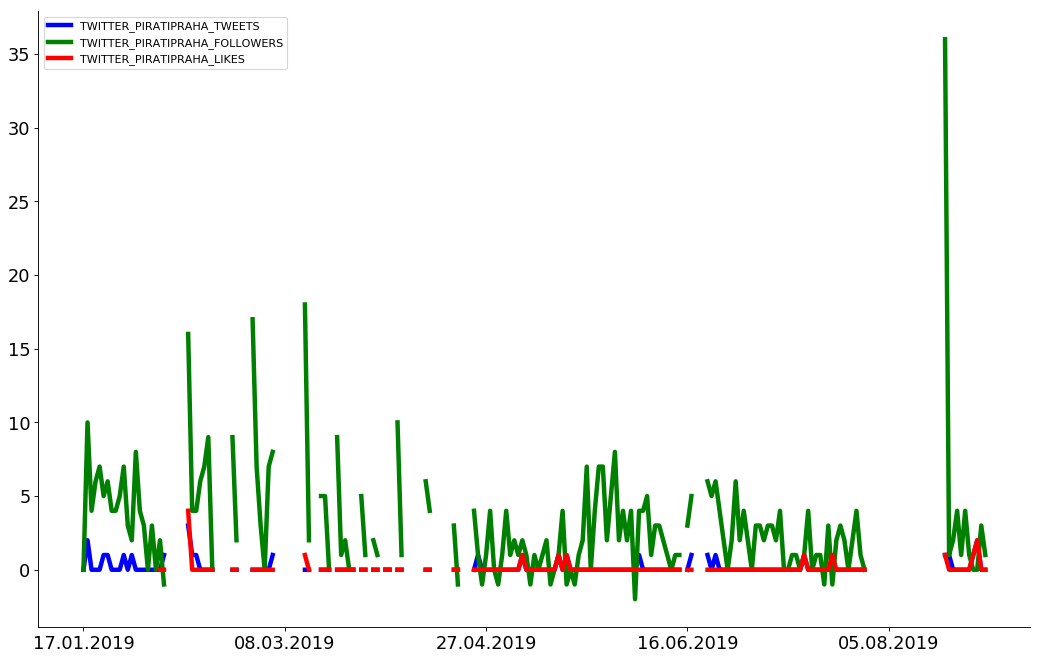 TWITTER_PIRATIPRAHA_TWEETS
TWITTER_PIRATIPRAHA_FOLLOWERS
TWITTER_PIRATIPRAHA_LIKES
35
30
25
20
15
10
5
0
17.01.2019 08.03.2019 27.04.2019 16.06.2019 05.08.2019